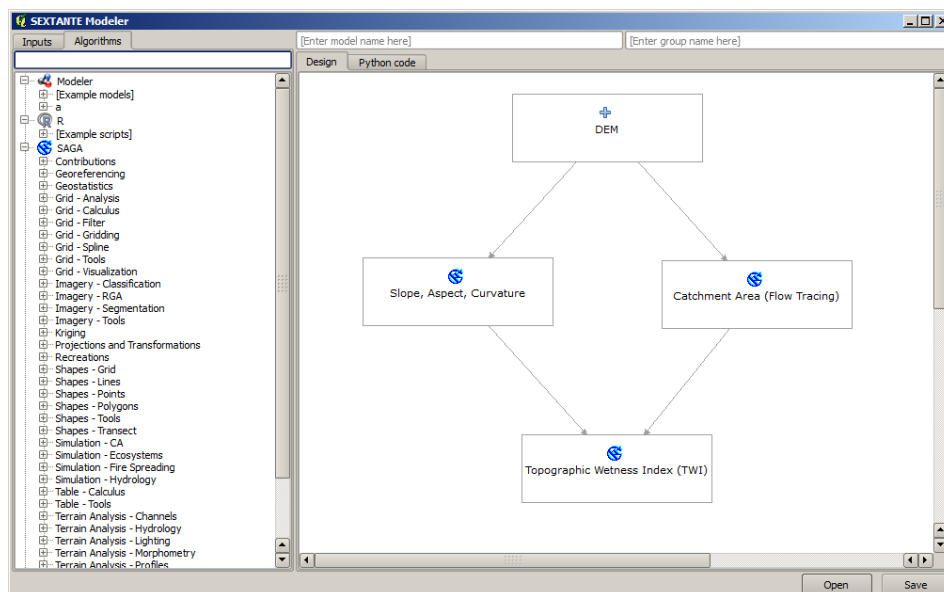 SEXTANTE Modeler
Inputs
Algorithms
[Enter model name here]
[Enter group name here]
Design
Python code
Modeler
[Example models]
a
R
[Example scripts]
SAGA
Contributions
Georeferencing
Geostatistics
Grid - Analysis
Grid - Calculus
Grid - Filter
Grid - Gridding
Grid - Spline
Grid - Tools
Grid - Visualization
Imagery - Classification
Imagery - RGA
Imagery - Segmentation
Imagery - Tools
Kriging
Projections and Transformations
Recreations
Shapes - Grid
Shapes - Lines
Shapes - Points
Shapes - Polygons
Shapes - Tools
Shapes - Transect
Simulation - CA
Simulation - Ecosystems
Simulation - Fire Spreading
Simulation - Hydrology
Table - Calculus
Table - Tools
Terrain Analysis - Channels
Terrain Analysis - Hydrology
Terrain Analysis - Lighting
Terrain Analysis - Morphometry
Terrain Analysis - Profiles
DEM
Slope, Aspect, Curvature
Catchment Area (Flow Tracing)
Topographic Wetness Index (TWI)
Open
Save